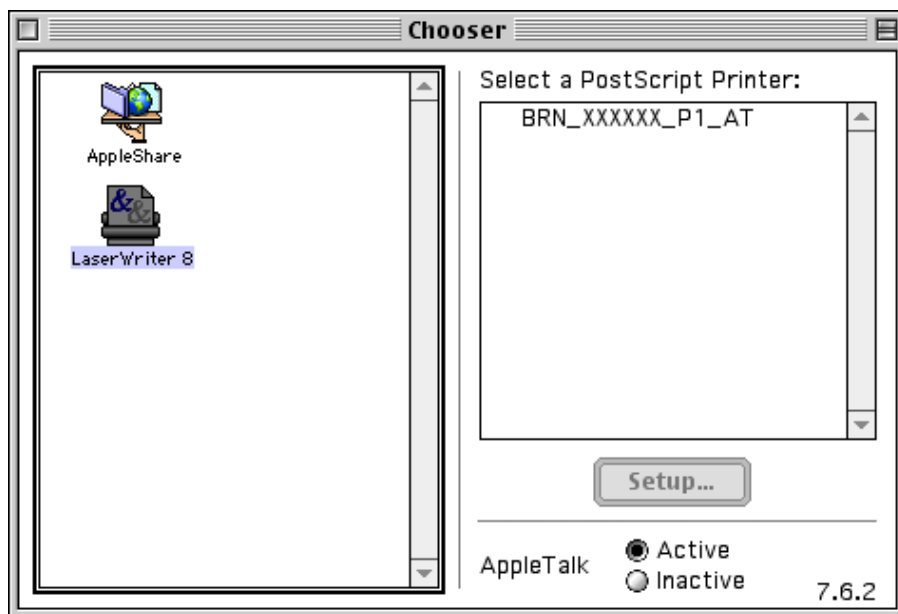 Chooser
AppleShare
LaserWriter 8
Select a PostScript Printer:
BRN_XXXXXX_P1_AT
Setup...
AppleTalk
Active
Inactive
7.6.2